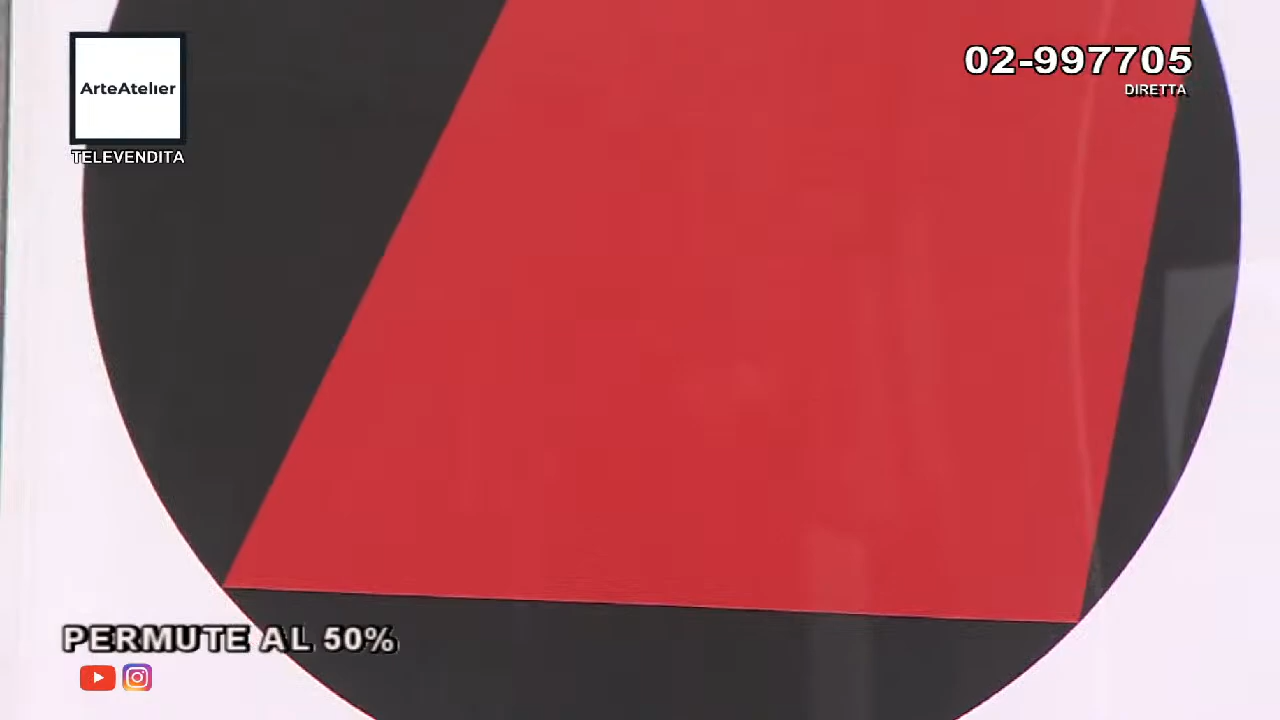 ArteAtelier
TELEVENDITA
02-997705
DIRETTA
PERMUTE AL 50%